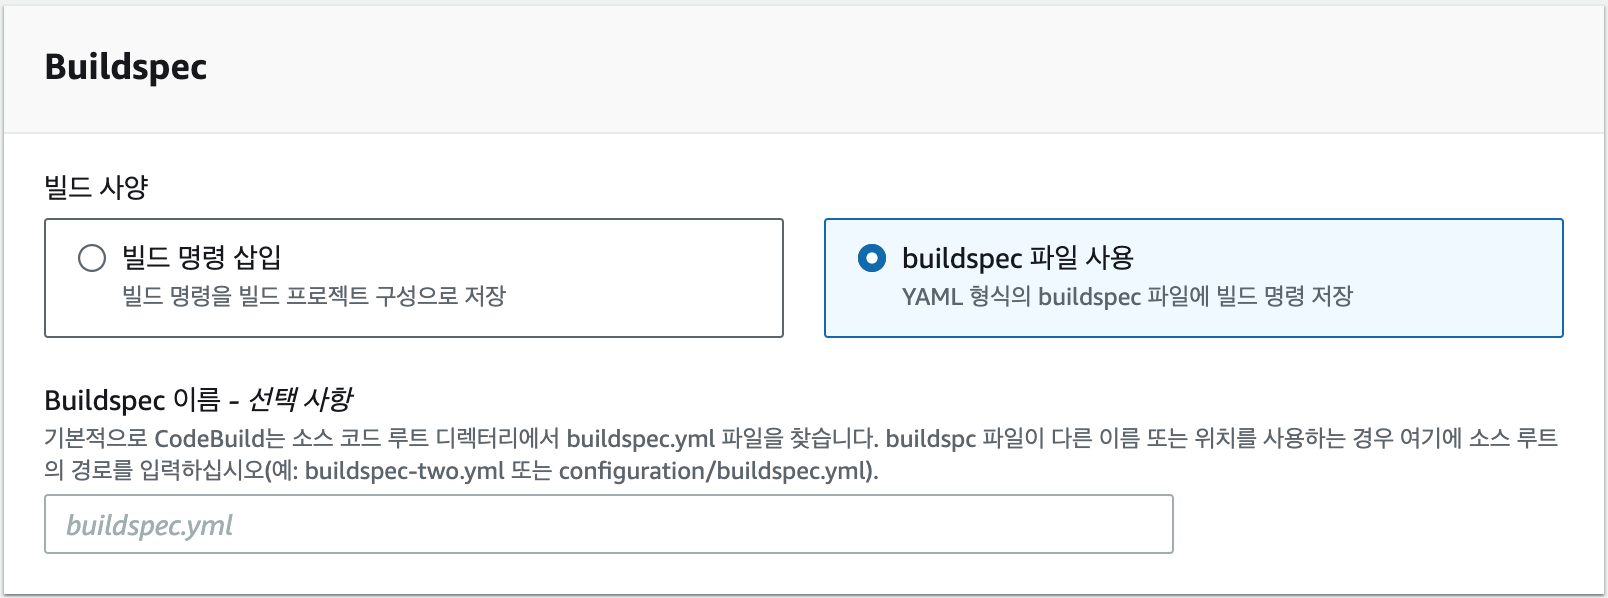 Buildspec
빌드 사양
빌드 명령 삽입
빌드 명령을 빌드 프로젝트 구성으로 저장
buildspec 파일 사용
YAML 형식의 buildspec 파일에 빌드 명령 저장
Buildspec 이름 - 선택 사항
기본적으로 CodeBuild는 소스 코드 루트 디렉터리에서 buildspec.yml 파일을 찾습니다. buildspc 파일이 다른 이름 또는 위치를 사용하는 경우 여기에 소스 루트
의 경로를 입력하십시오(예: buildspec-two.yml 또는 configuration/buildspec.yml).
buildspec.yml